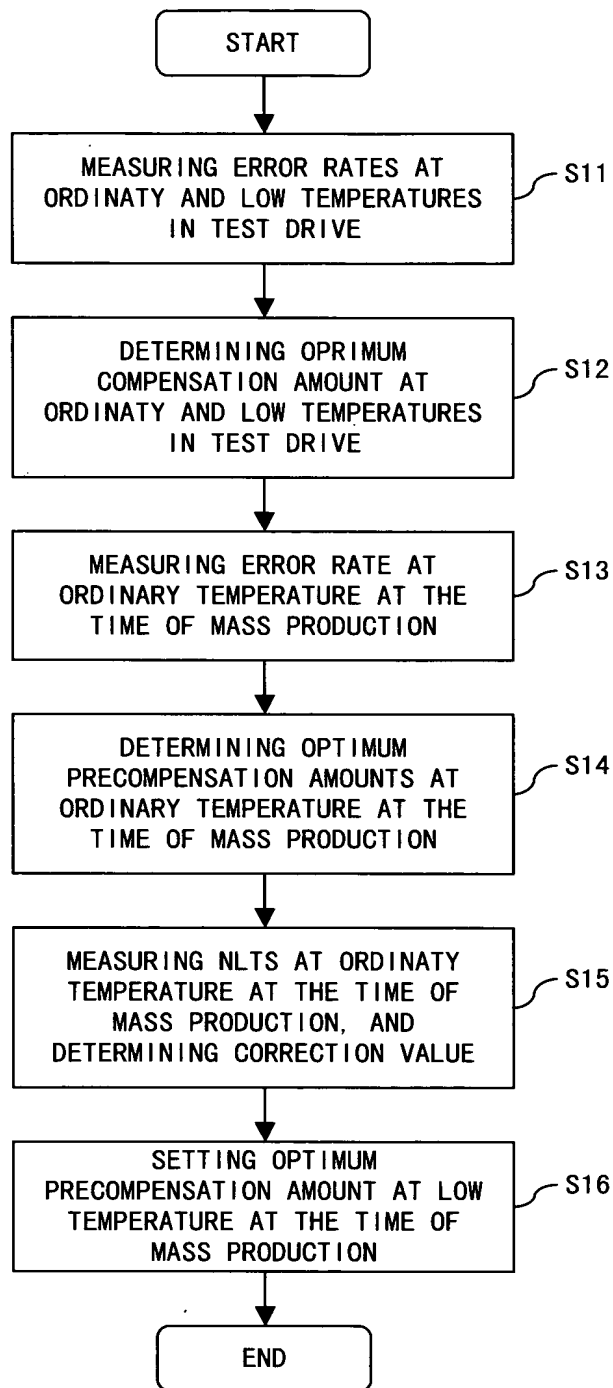 START
MEASURING ERROR RATES AT
ORDINATY AND LOW TEMPERATURES
IN TEST DRIVE
S11
DETERMINING OPRIMUM
COMPENSATION AMOUNT AT
ORDINATY AND LOW TEMPERATURES
IN TEST DRIVE
S12
MEASURING ERROR RATE AT
ORDINARY TEMPERATURE AT THE
TIME OF MASS PRODUCTION
S13
DETERMINING OPTIMUM
PRECOMPENSATION AMOUNTS AT
ORDINARY TEMPERATURE AT THE
TIME OF MASS PRODUCTION
S14
MEASURING NLTS AT ORDINATY
TEMPERATURE AT THE TIME OF
MASS PRODUCTION, AND
DETERMINING CORRECTION VALUE
S15
SETTING OPTIMUM
PRECOMPENSATION AMOUNT AT LOW
TEMPERATURE AT THE TIME OF
MASS PRODUCTION
S16
END